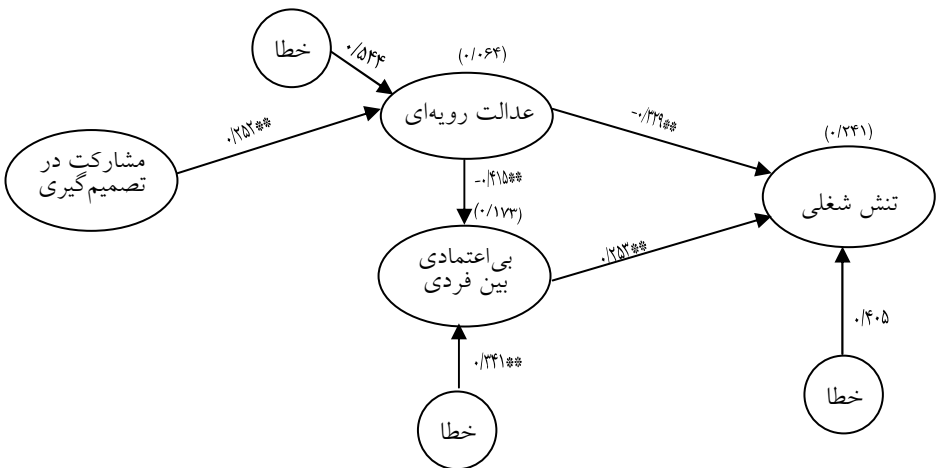 خطا
۰/۵۴۴
(۰/۰۶۴)
عدالت رویه‌ای
۰/۲۵۲**
-۰/۳۲۹**
(۰/۲۴۱)
مشارکت در
تصمیم‌گیری
-۰/۴۱۵**
تنش شغلی
(۰/۱۷۳)
بی‌اعتمادی
بین فردی
۰/۲۵۳**
۰/۳۴۱**
۰/۴۰۵
خطا
خطا